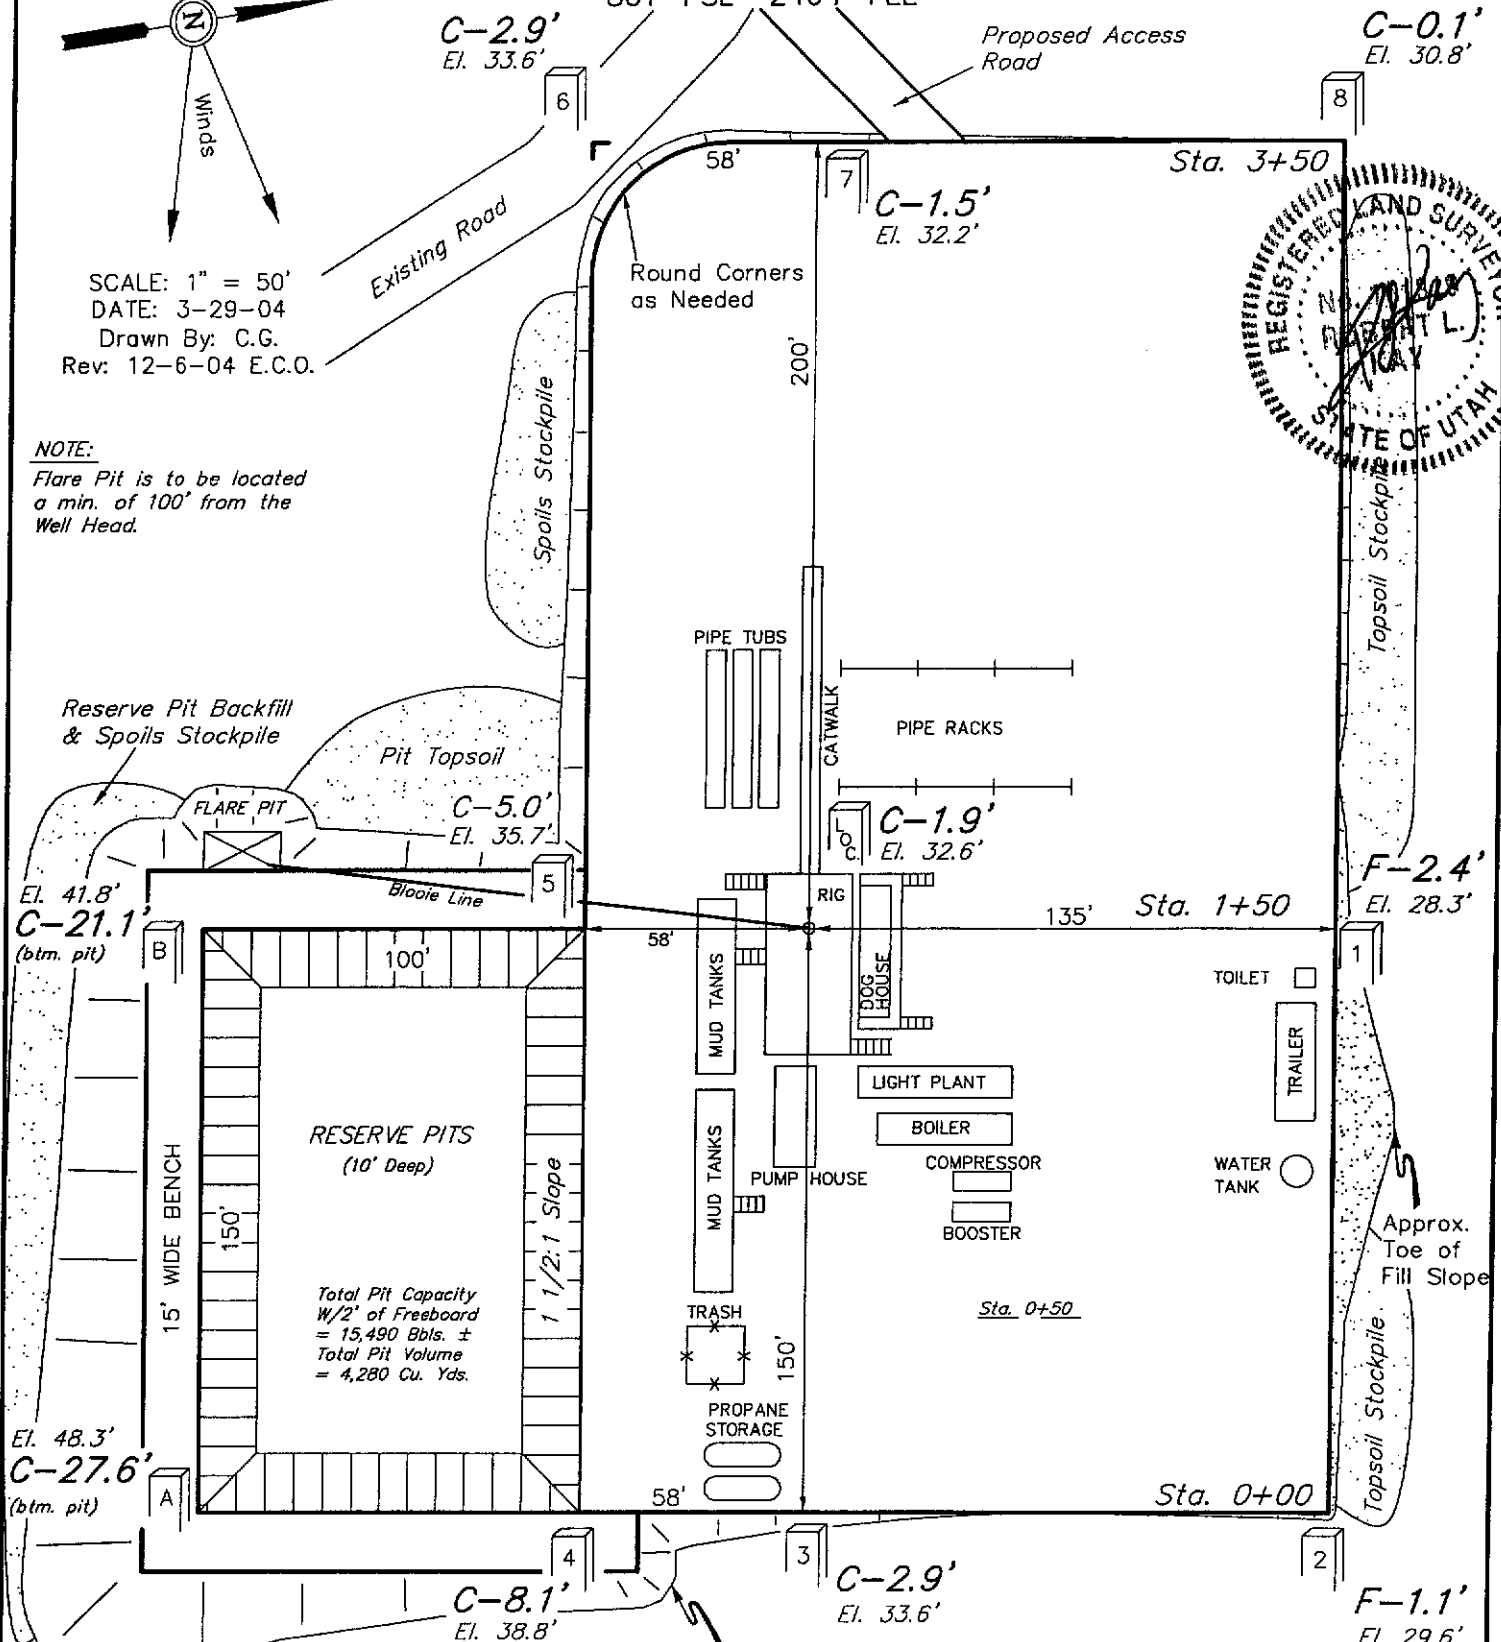 N
Winds
C-2.9'
El. 33.6'
6
Proposed Access
Road
C-0.1'
El. 30.8'
8
SCALE: 1" = 50'
DATE: 3-29-04
Drawn By: C.G.
Rev: 12-6-04 E.C.O.
Existing Road
58'
7
C-1.5'
El. 32.2'
Sta. 3+50
Round Corners
as Needed
200'
REGISTERED LAND SURVEYOR
ROBERT L.
KAY
STATE OF UTAH
NOTE:
Flare Pit is to be located
a min. of 100' from the
Well Head.
Spoils Stockpile
Topsoil Stockpile
PIPE TUBS
CATWALK
PIPE RACKS
Reserve Pit Backfill
& Spoils Stockpile
Pit Topsoil
FLARE PIT
C-5.0'
El. 35.7'
5
Blooie Line
LOC.
C-1.9'
El. 32.6'
RIG
F-2.4'
El. 28.3'
1
El. 41.8'
C-21.1'
(btm. pit)
B
100'
58'
135'
Sta. 1+50
MUD TANKS
DOG
HOUSE
TOILET
TRAILER
LIGHT PLANT
BOILER
COMPRESSOR
BOOSTER
PUMP HOUSE
MUD TANKS
WATER
TANK
RESERVE PITS
(10' Deep)
15' WIDE BENCH
150'
1 1/2:1 Slope
Total Pit Capacity
W/2' of Freeboard
= 15,490 Bbls. ±
Total Pit Volume
= 4,280 Cu. Yds.
TRASH
150'
Sta. 0+50
Approx.
Toe of
Fill Slope
Topsoil Stockpile
PROPANE
STORAGE
El. 48.3'
C-27.6'
(btm. pit)
A
58'
Sta. 0+00
4
C-8.1'
El. 38.8'
3
C-2.9'
El. 33.6'
2
F-1.1'
El. 29.6'